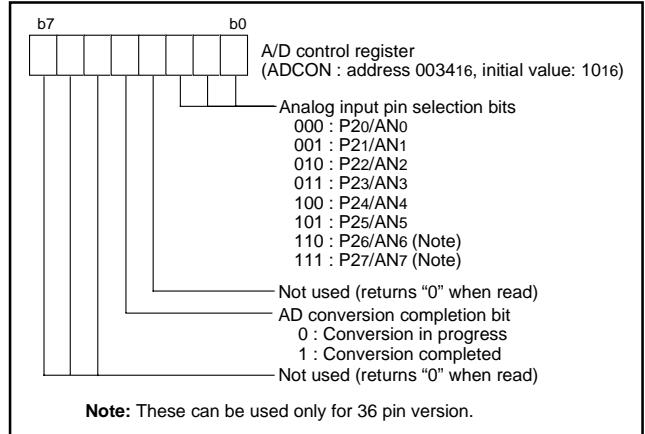 b7 b0
A/D control register
(ADCON : address 003416, initial value: 1016)
Analog input pin selection bits
000 : P20/AN0
001 : P21/AN1
010 : P22/AN2
011 : P23/AN3
100 : P24/AN4
101 : P25/AN5
110 : P26/AN6 (Note)
111 : P27/AN7 (Note)
Not used (returns “0” when read)
AD conversion completion bit
0 : Conversion in progress
1 : Conversion completed
Not used (returns “0” when read)
Note: These can be used only for 36 pin version.